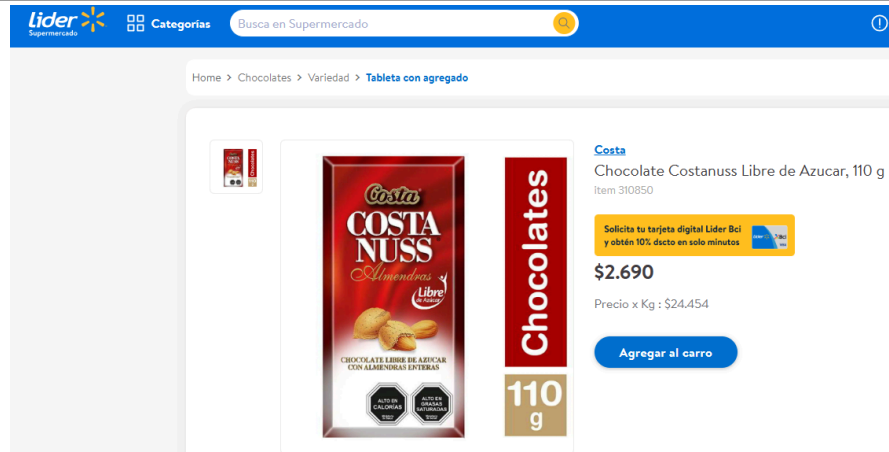 Lider
Supermercado
Categorías
Busca en Supermercado
Home > Chocolates > Variedad > Tableta con agregado
Costa
COSTA
NUSS
Almendras
Libre
de Azúcar
CHOCOLATE LIBRE DE AZUCAR
CON ALMENDRAS ENTERAS
ALTO EN
CALORÍAS
ALTO EN
GRASAS
SATURADAS
Chocolates
110
g
Costa
Chocolate Costanuss Libre de Azucar, 110 g
Item 310850
Solicita tu tarjeta digital Lider Bci
y obtén 10% dscto en solo minutos
$2.690
Precio x Kg : $24.454
Agregar al carro